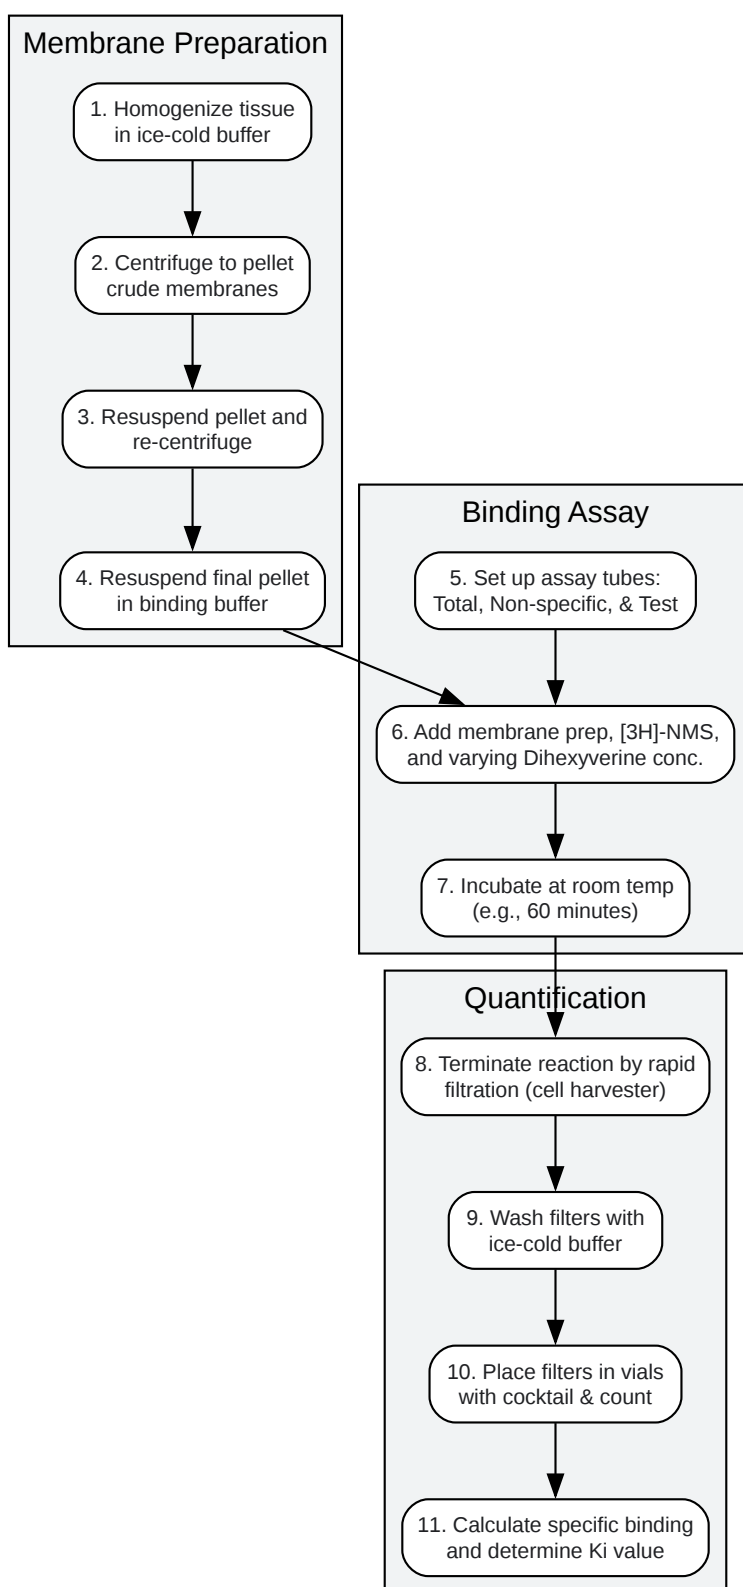 Membrane Preparation
1. Homogenize tissue
in ice-cold buffer
2. Centrifuge to pellet
crude membranes
3. Resuspend pellet and
re-centrifuge
4. Resuspend final pellet
in binding buffer
Binding Assay
5. Set up assay tubes:
Total, Non-specific, & Test
6. Add membrane prep, [3H]-NMS,
and varying Dihexyverine conc.
7. Incubate at room temp
(e.g., 60 minutes)
Quantification
8. Terminate reaction by rapid
filtration (cell harvester)
9. Wash filters with
ice-cold buffer
10. Place filters in vials
with cocktail & count
11. Calculate specific binding
and determine Ki value